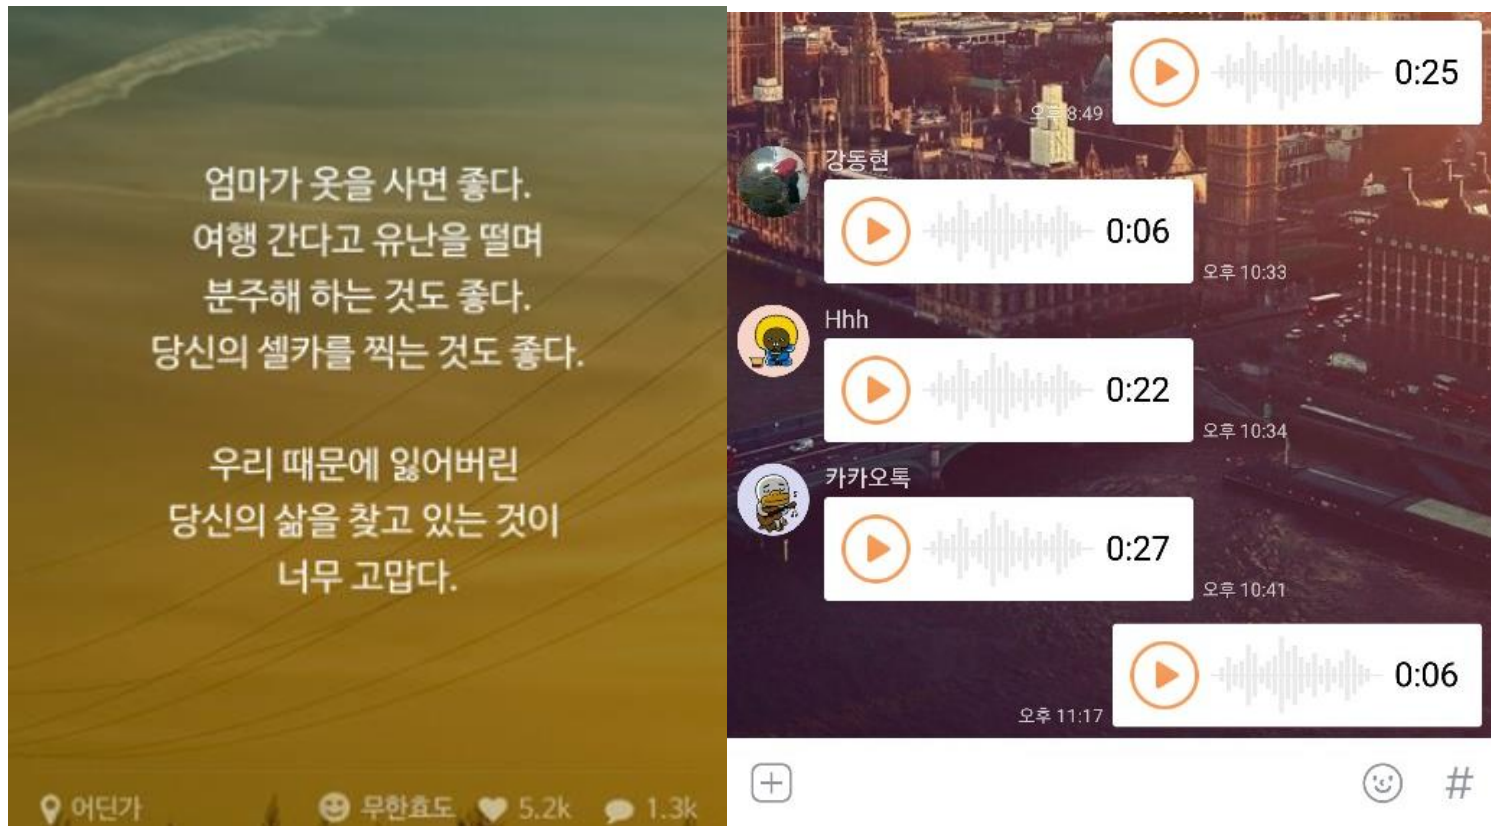 엄마가 옷을 사면 좋다.
여행 간다고 유난을 떨며
분주해 하는 것도 좋다.
당신의 셀카를 찍는 것도 좋다.
우리 때문에 잃어버린
당신의 삶을 찾고 있는 것이
너무 고맙다.
어딘가 무한효도 5.2k 1.3k
0:25
오후 8:49
강동현
0:06
오후 10:33
Hhh
0:22
오후 10:34
카카오톡
0:27
오후 10:41
0:06
오후 11:17
#